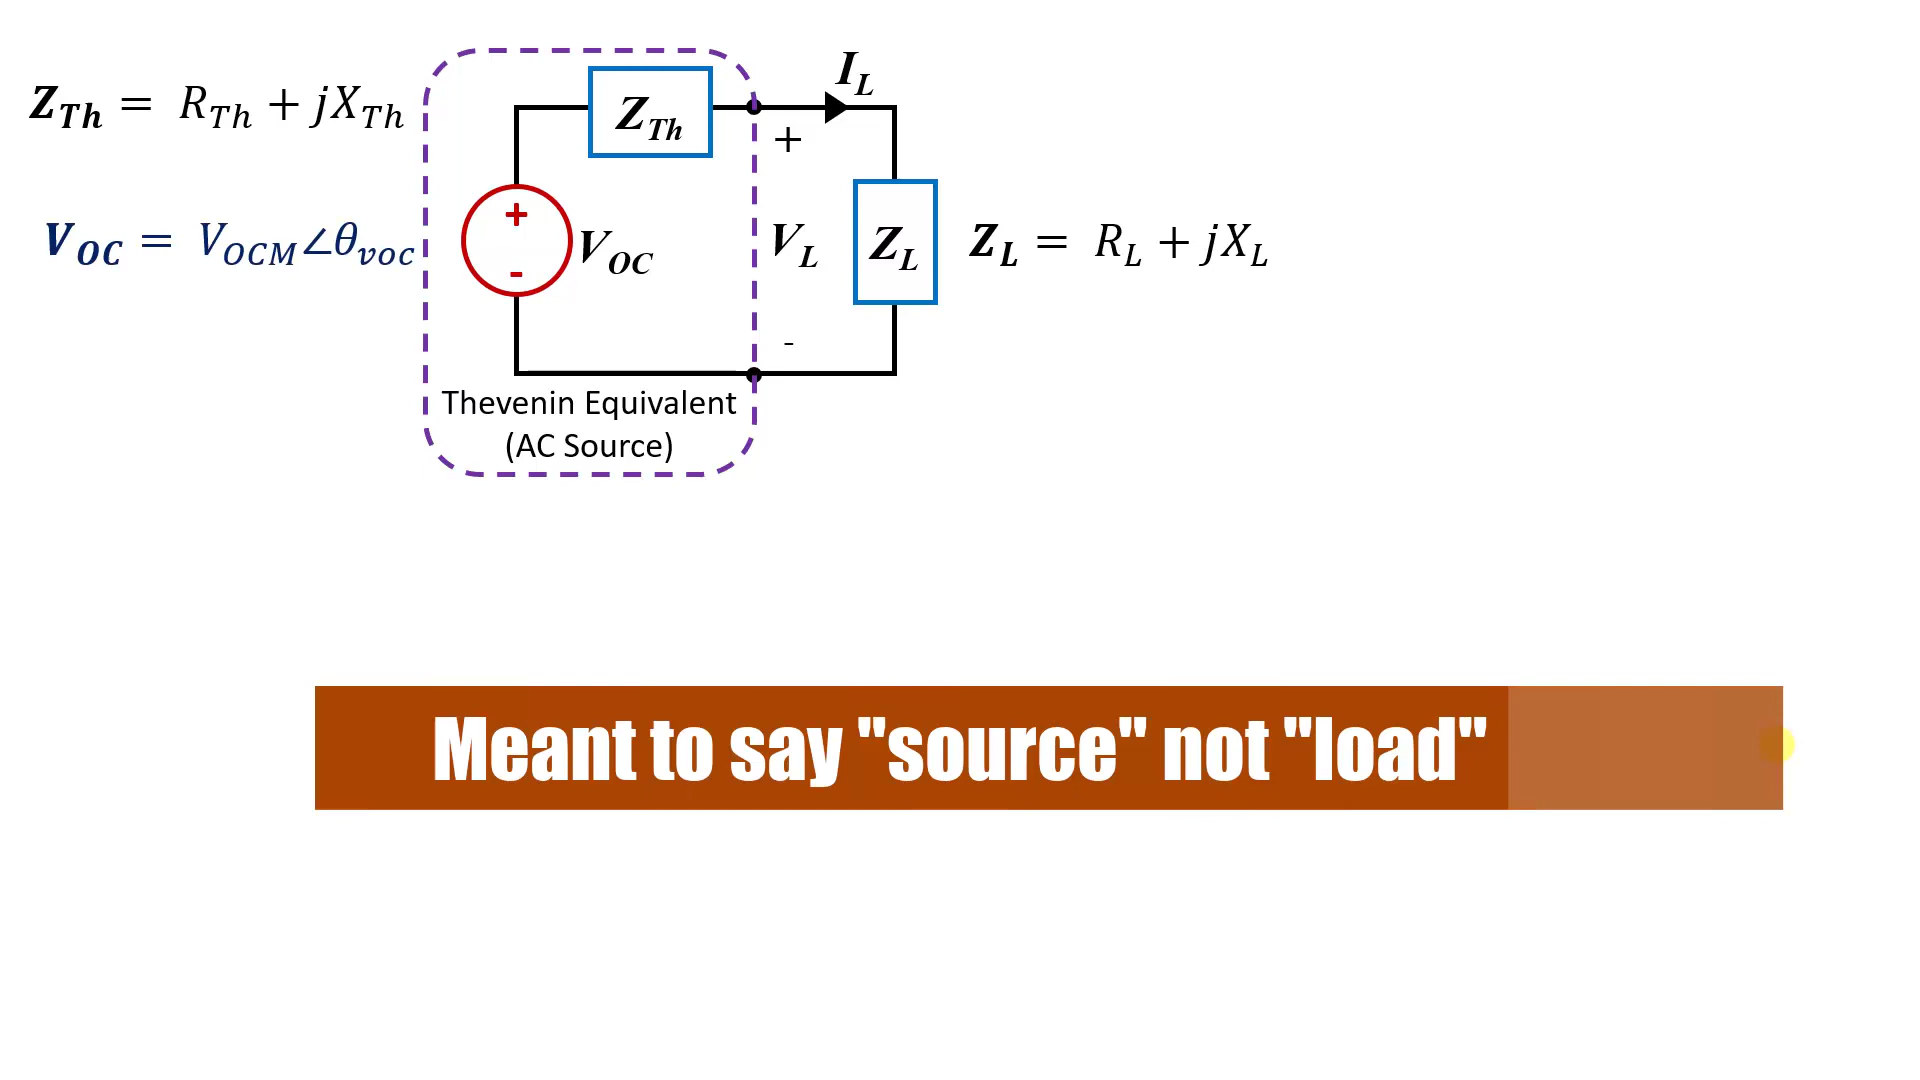 Z_Th = R_Th + jX_Th
V_OC = V_OCM∠θ_voc
Z_Th
I_L
+
+
-
V_OC
V_L
Z_L
Z_L = R_L + jX_L
-
Thevenin Equivalent
(AC Source)
Meant to say "source" not "load"